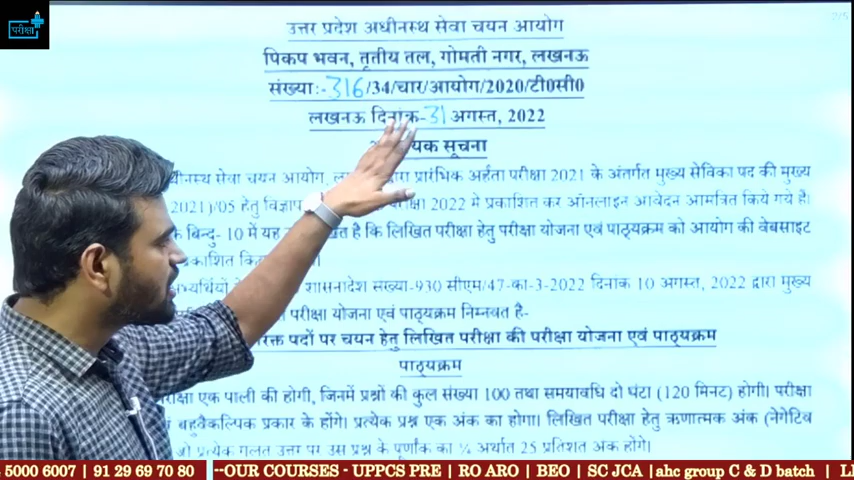 परीक्षा
उत्तर प्रदेश अधीनस्थ सेवा चयन आयोग
पिकप भवन, तृतीय तल, गोमती नगर, लखनऊ
संख्याः-316/34/चार/आयोग/2020/टी0सी0
लखनऊ दिनांक-31 अगस्त, 2022
यक सूचना
धीनस्थ सेवा चयन आयोग, द्वारा प्रारंभिक अर्हता परीक्षा 2021 के अंतर्गत मुख्य सेविका पद की मुख्य
2021)/05 हेतु विज्ञाप 2022 में प्रकाशित कर ऑनलाइन आवेदन आमंत्रित किये गये है।
के बिन्दु- 10 में यह है कि लिखित परीक्षा हेतु परीक्षा योजना एवं पाठ्यक्रम को आयोग की वेबसाइट
प्रकाशित
अभ्यर्थियों शासनादेश संख्या-930 सीएम/47-का-3-2022 दिनांक 10 अगस्त, 2022 द्वारा मुख्य
परीक्षा योजना एवं पाठ्यक्रम निम्नवत है-
रिक्त पदों पर चयन हेतु लिखित परीक्षा की परीक्षा योजना एवं पाठ्यक्रम
पाठ्यक्रम
परीक्षा एक पाली की होगी, जिनमें प्रश्नों की कुल संख्या 100 तथा समयावधि दो घंटा (120 मिनट) होगी। परीक्षा
बहुवैकल्पिक प्रकार के होंगे। प्रत्येक प्रश्न एक अंक का होगा। लिखित परीक्षा हेतु ऋणात्मक अंक (नेगेटिव
प्रत्येक गलत उत्तर पर उस प्रश्न के पूर्णांक का ¼ अर्थात 25 प्रतिशत अंक होगे।
5000 6007 | 91 29 69 70 80 --OUR COURSES - UPPCS PRE | RO ARO | BEO | SC JCA |ahc group C & D batch |